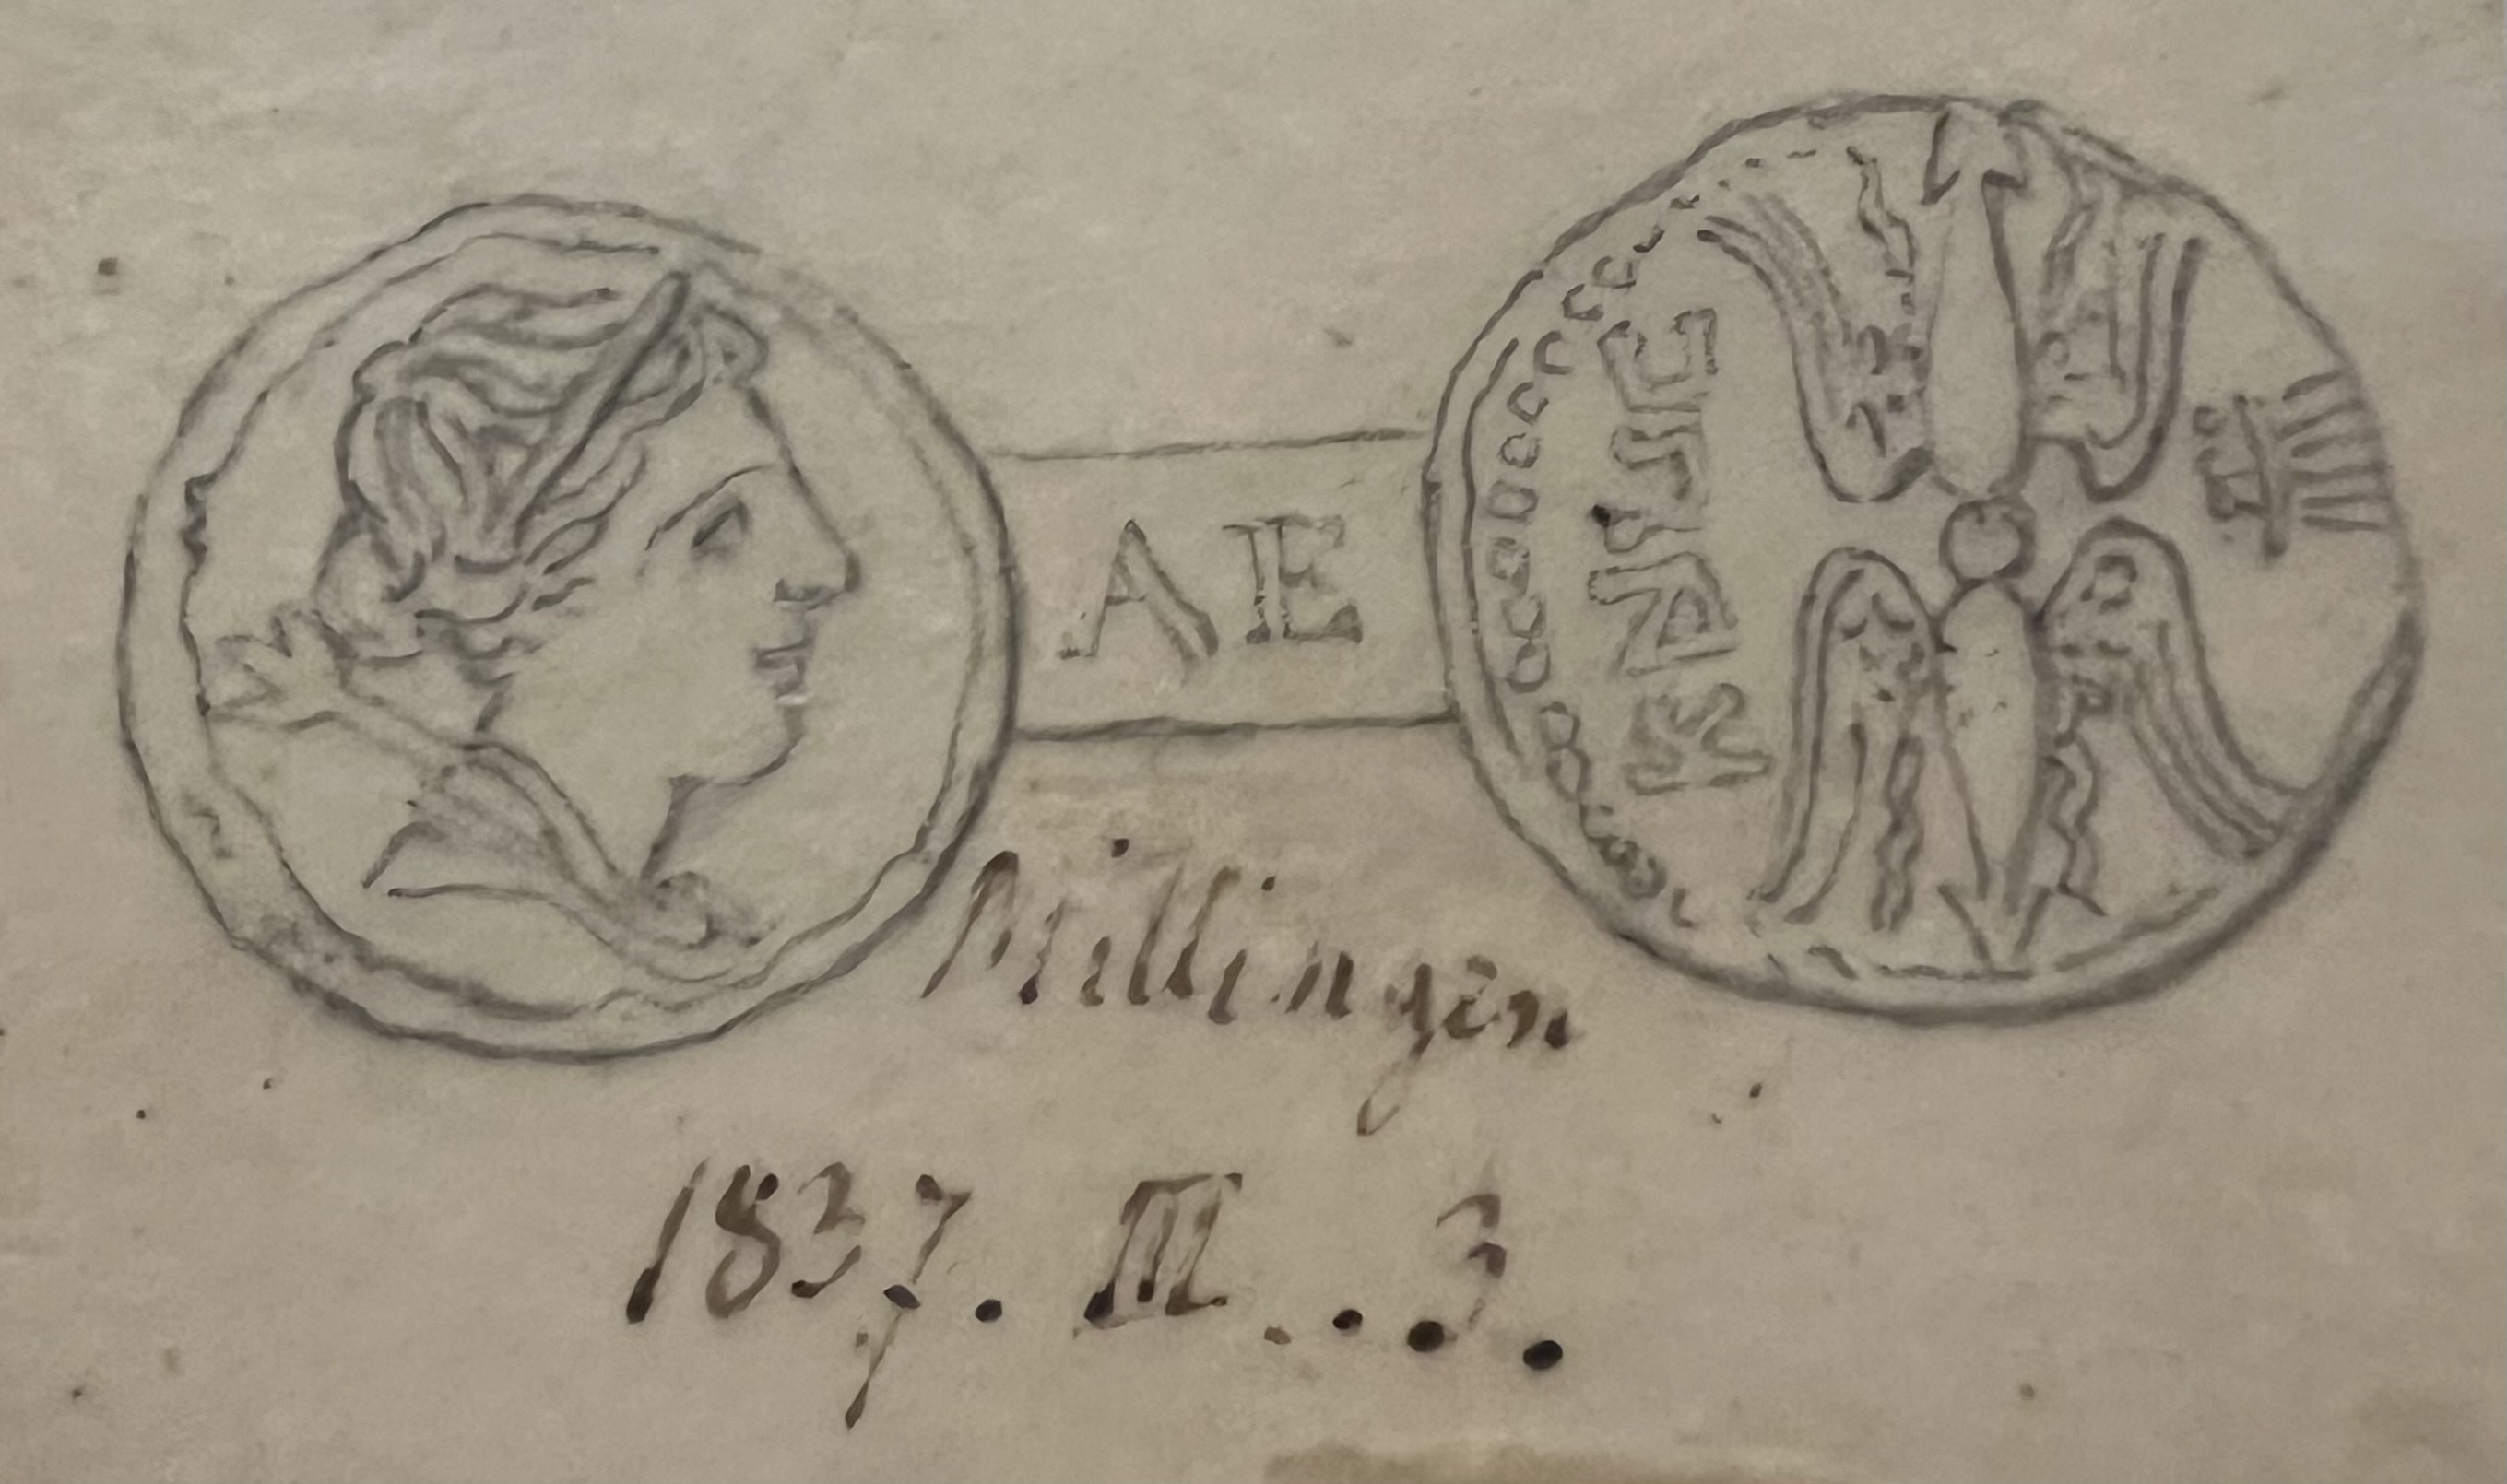 AE
Millingen
1837. III . . . 3.